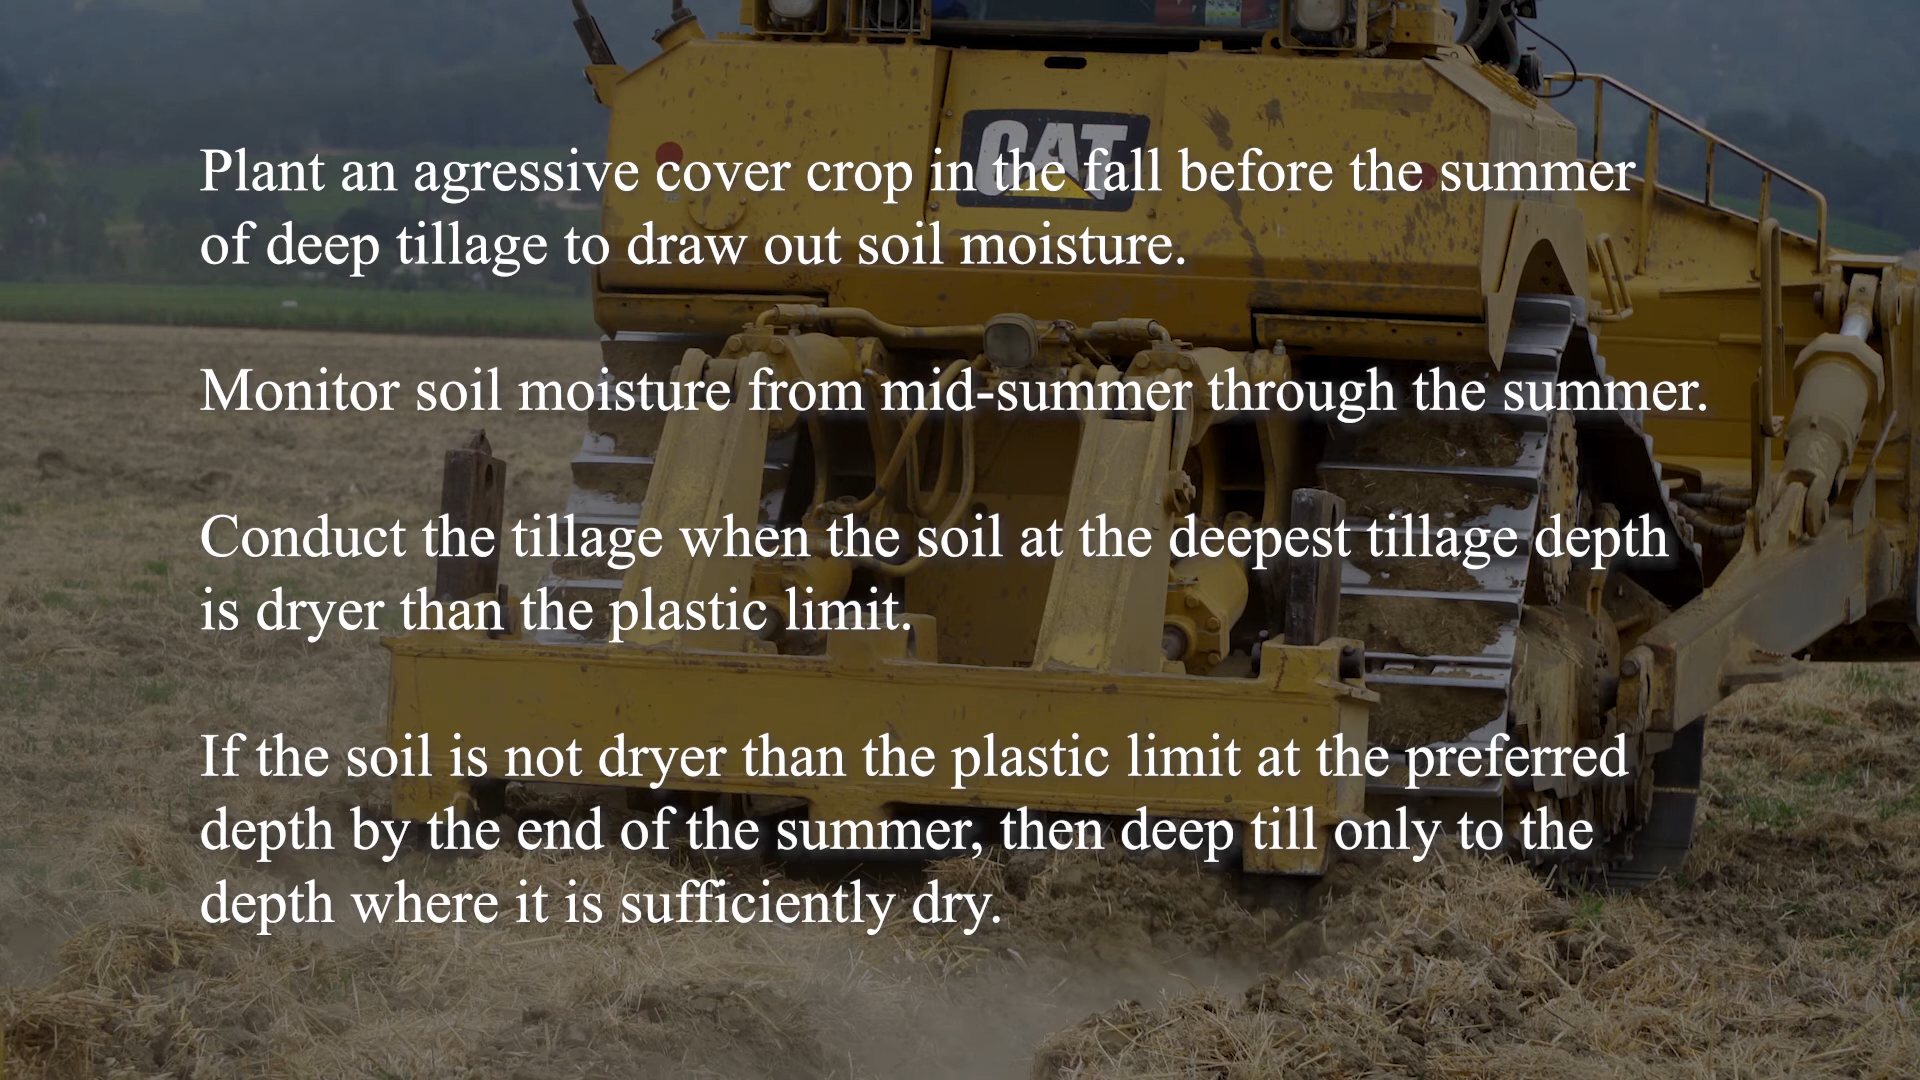 CAT
Plant an agressive cover crop in the fall before the summer
of deep tillage to draw out soil moisture.
Monitor soil moisture from mid-summer through the summer.
Conduct the tillage when the soil at the deepest tillage depth
is dryer than the plastic limit.
If the soil is not dryer than the plastic limit at the preferred
depth by the end of the summer, then deep till only to the
depth where it is sufficiently dry.